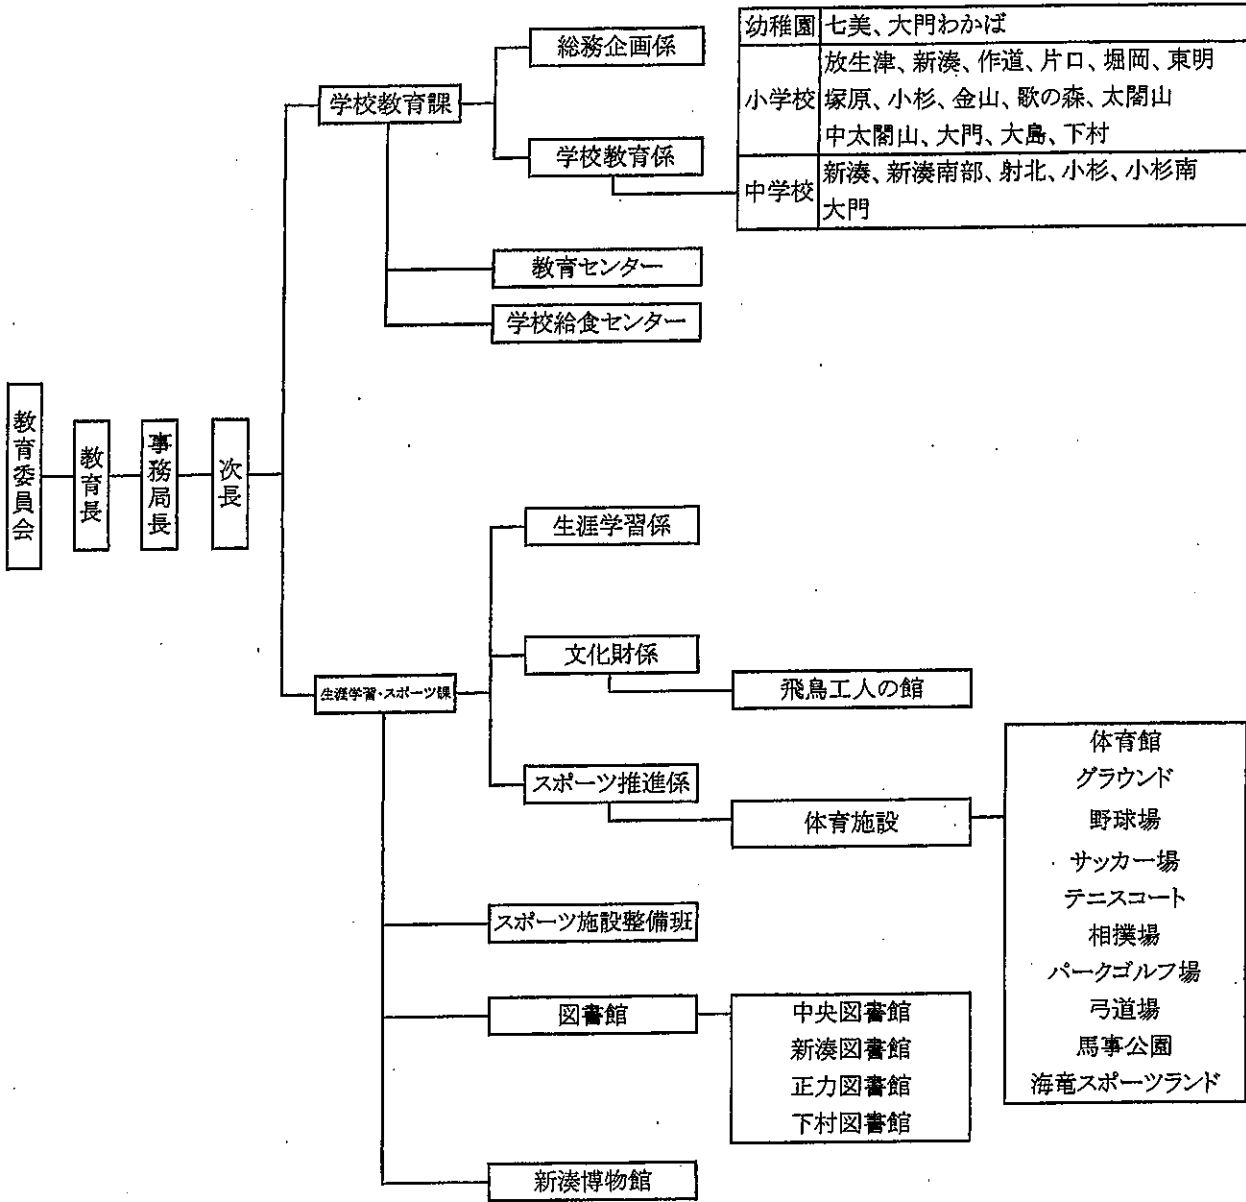 教育委員会
教育長
事務局長
次長
学校教育課
総務企画係
学校教育係
幼稚園 七美、大門わかば
小学校
放生津、新湊、作道、片口、堀岡、東明
塚原、小杉、金山、歌の森、太閤山
中太閤山、大門、大島、下村
中学校
新湊、新湊南部、射北、小杉、小杉南
大門
教育センター
学校給食センター
生涯学習・スポーツ課
生涯学習係
文化財係
飛鳥工人の館
スポーツ推進係
体育施設
体育館
グラウンド
野球場
サッカー場
テニスコート
相撲場
パークゴルフ場
弓道場
馬事公園
海竜スポーツランド
スポーツ施設整備班
図書館
中央図書館
新湊図書館
正力図書館
下村図書館
新湊博物館